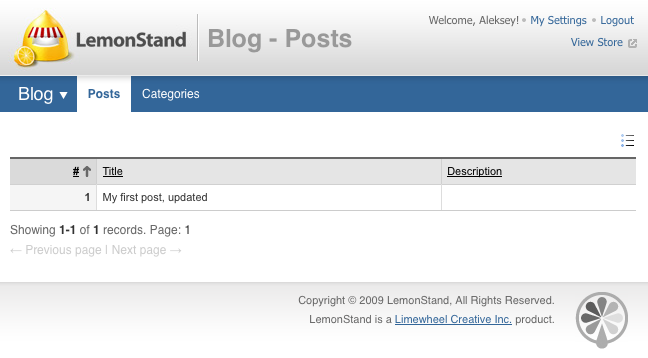 LemonStand
Blog - Posts
Welcome, Aleksey! • My Settings • Logout
View Store
Blog ▼ Posts Categories
# ↑ Title Description
1 My first post, updated
Showing 1-1 of 1 records. Page: 1
← Previous page | Next page →
Copyright © 2009 LemonStand, All Rights Reserved.
LemonStand is a Limewheel Creative Inc. product.